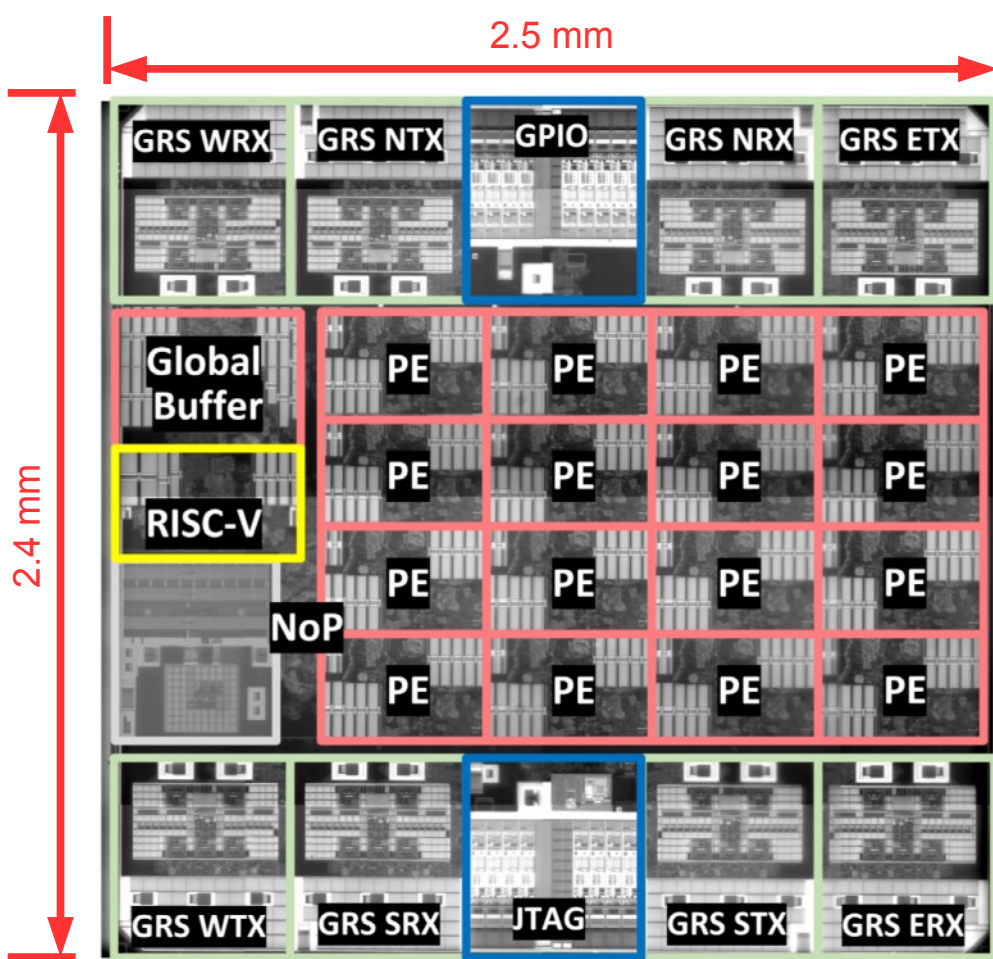 2.5 mm
2.4 mm
GRS WRX
GRS NTX
GPIO
GRS NRX
GRS ETX
Global
Buffer
PE
PE
PE
PE
PE
PE
PE
PE
RISC-V
PE
PE
PE
PE
NoP
PE
PE
PE
PE
GRS WTX
GRS SRX
JTAG
GRS STX
GRS ERX